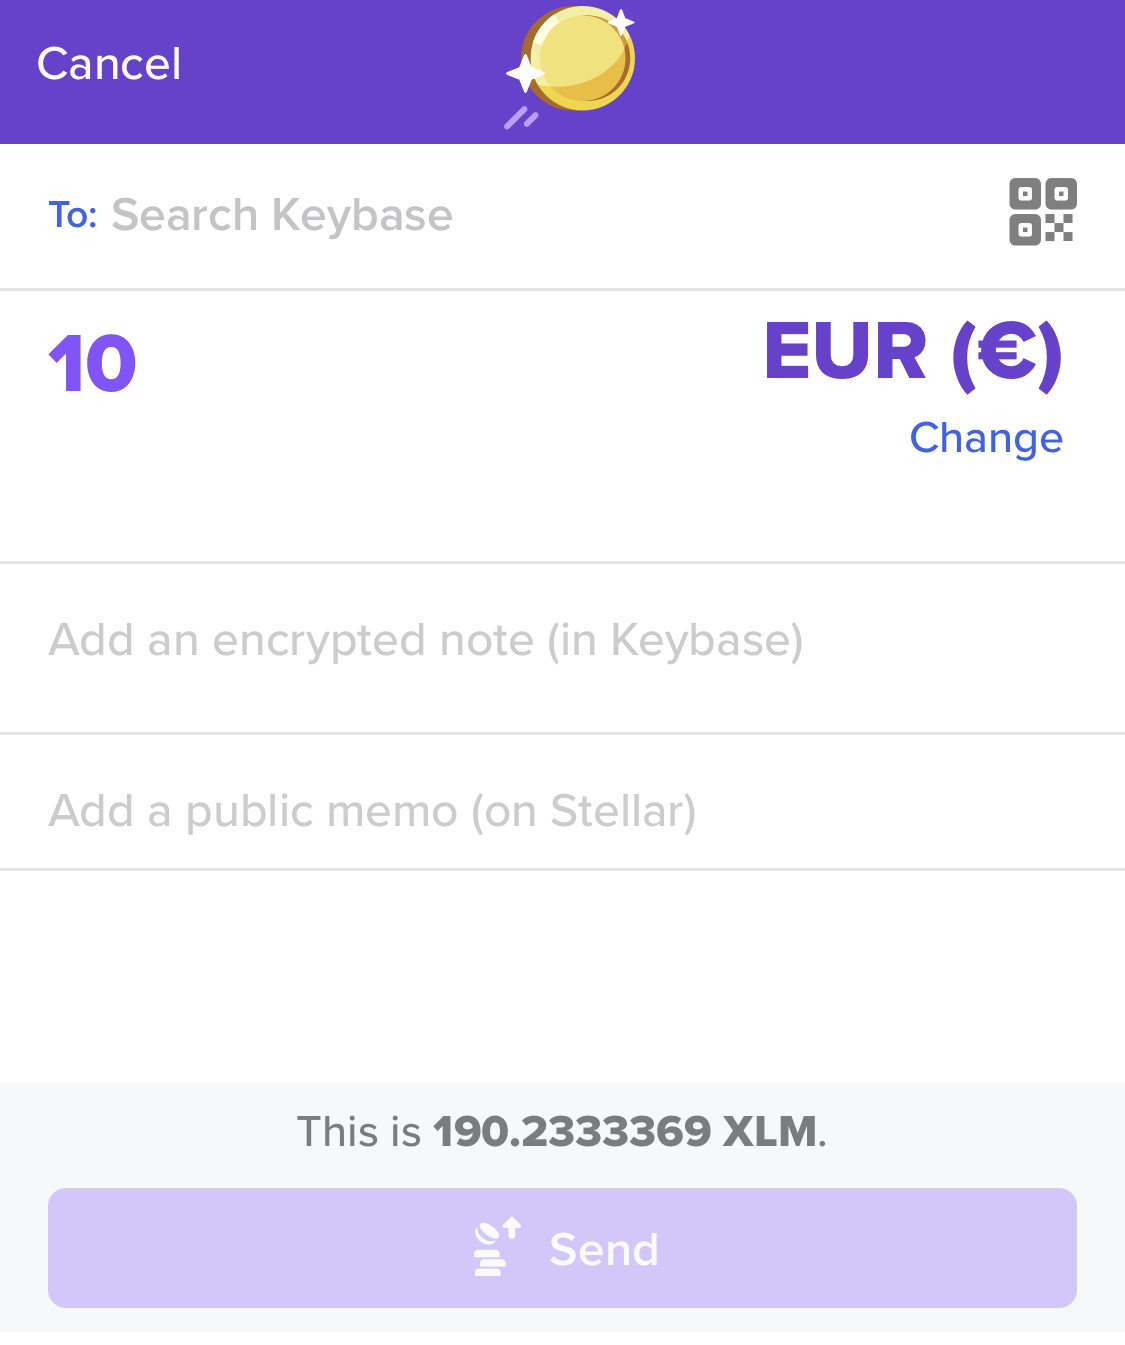 Cancel
To: Search Keybase
10
EUR (€)
Change
Add an encrypted note (in Keybase)
Add a public memo (on Stellar)
This is 190.2333369 XLM.
Send